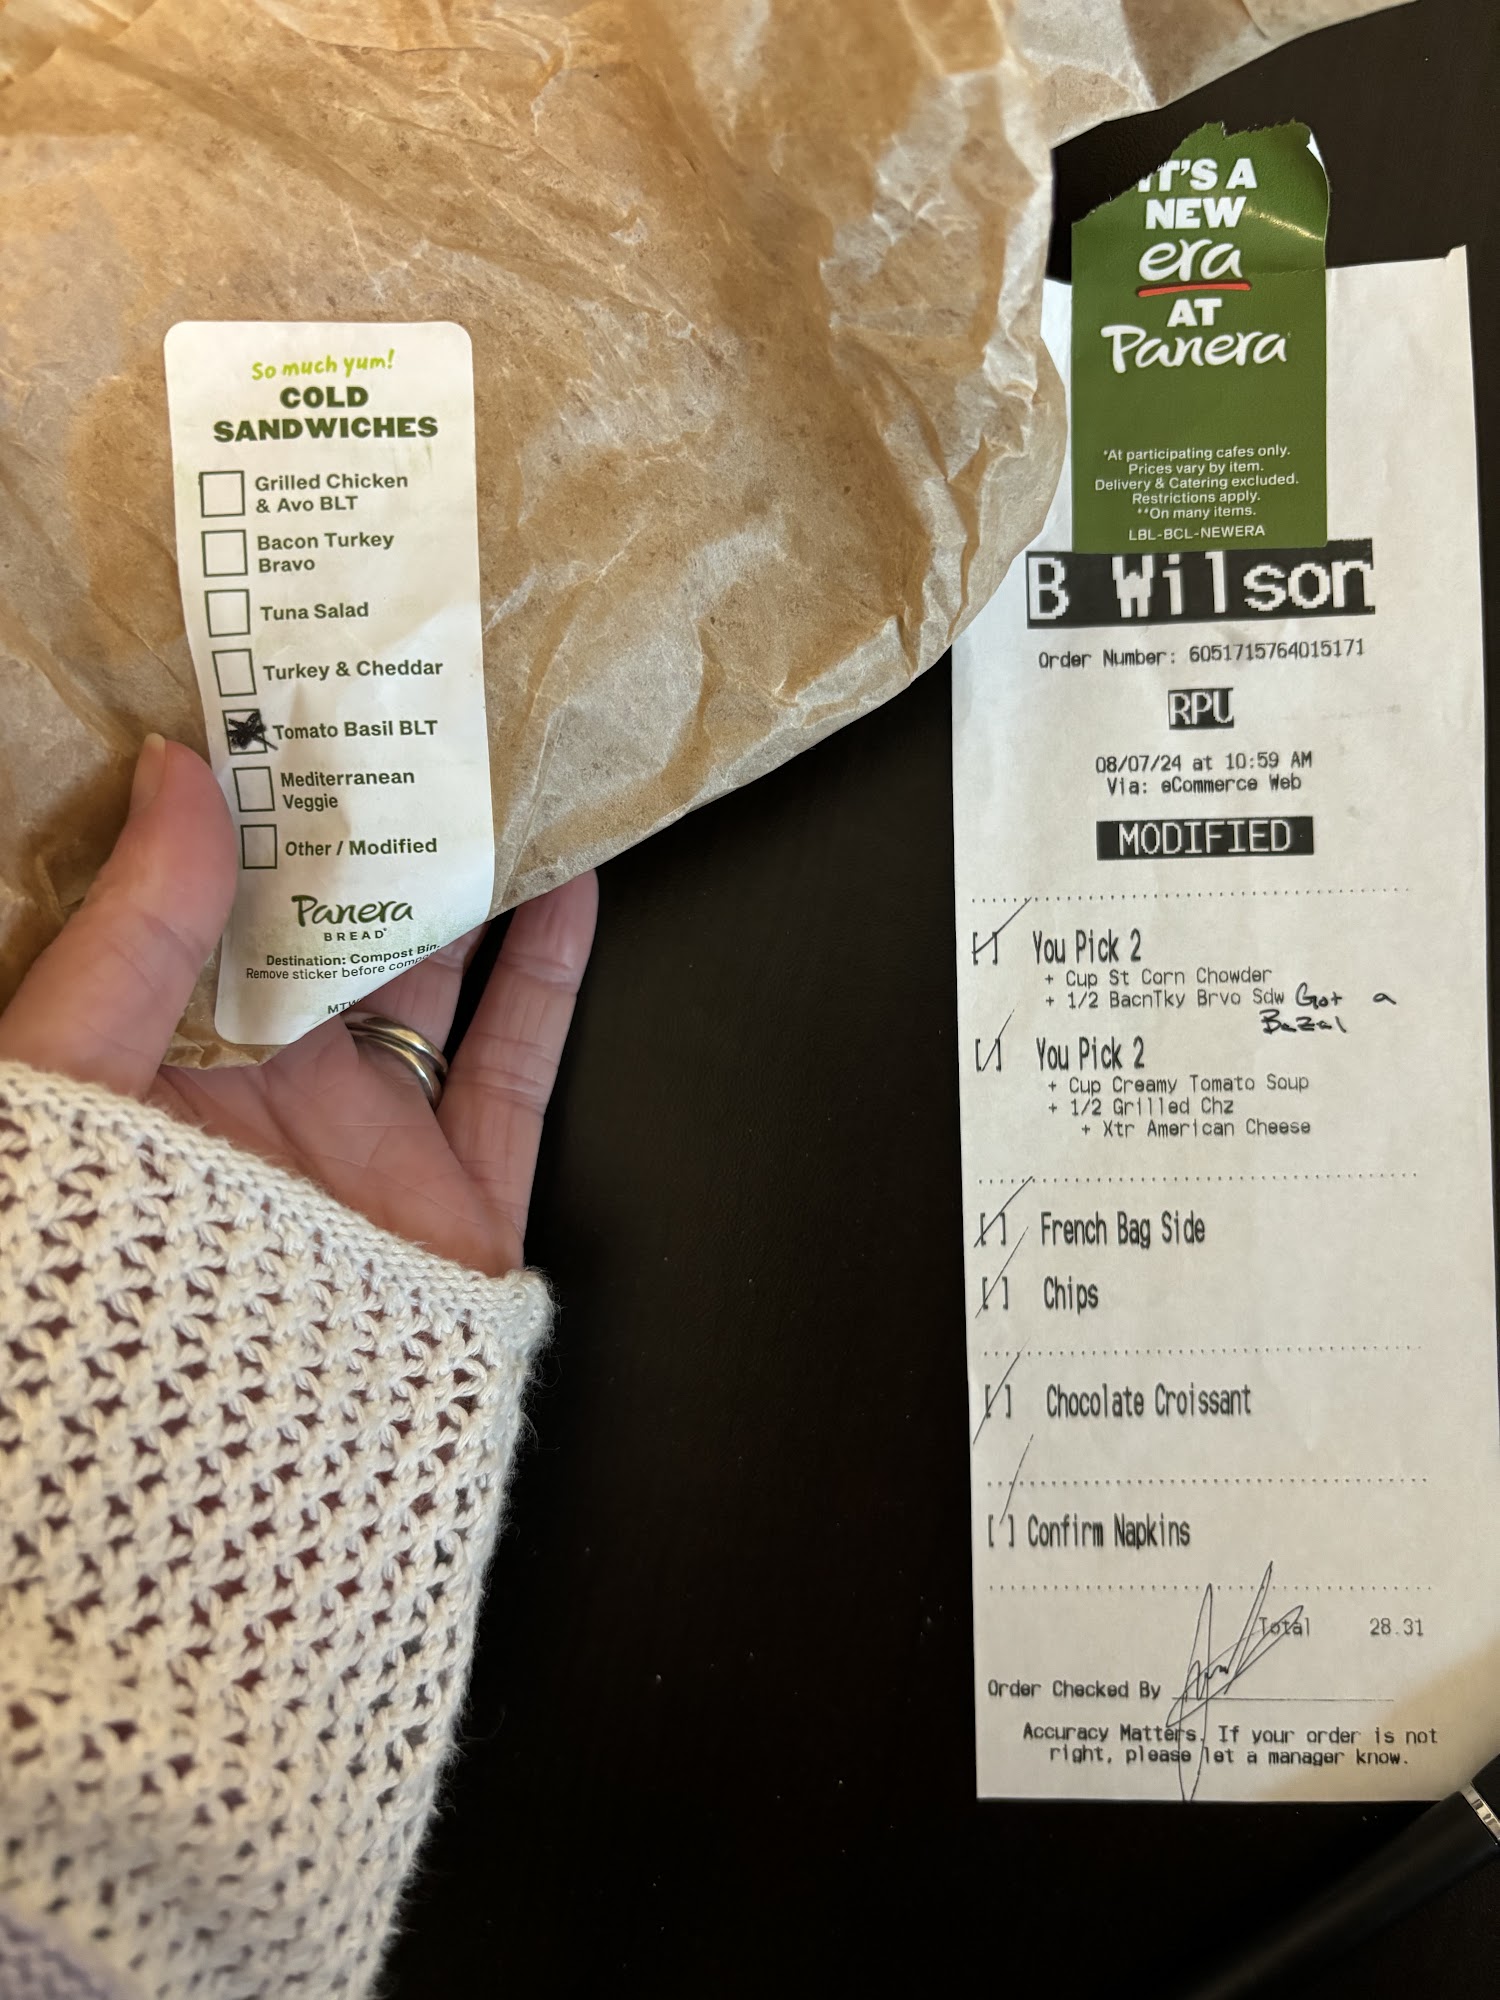 So much yum!
COLD
SANDWICHES
Grilled Chicken
& Avo BLT
Bacon Turkey
Bravo
Tuna Salad
Turkey & Cheddar
Tomato Basil BLT
Mediterranean
Veggie
Other / Modified
Panera
BREAD
Destination: Compost Bin.
Remove sticker before
IT'S A
NEW
era
AT
Panera
*At participating cafes only.
Prices vary by item.
Delivery & Catering excluded.
Restrictions apply.
**On many items.
LBL-BCL-NEWERA
B Wilson
Order Number: 6051715764015171
RPU
08/07/24 at 10:59 AM
Via: eCommerce Web
MODIFIED
[ ] You Pick 2
+ Cup St Corn Chowder
+ 1/2 BacnTky Brvo Sdw Got a
Bazal
[ ] You Pick 2
+ Cup Creamy Tomato Soup
+ 1/2 Grilled Chz
+ Xtr American Cheese
[ ] French Bag Side
[ ] Chips
[ ] Chocolate Croissant
[ ] Confirm Napkins
Total 28.31
Order Checked By
Accuracy Matters. If your order is not
right, please let a manager know.